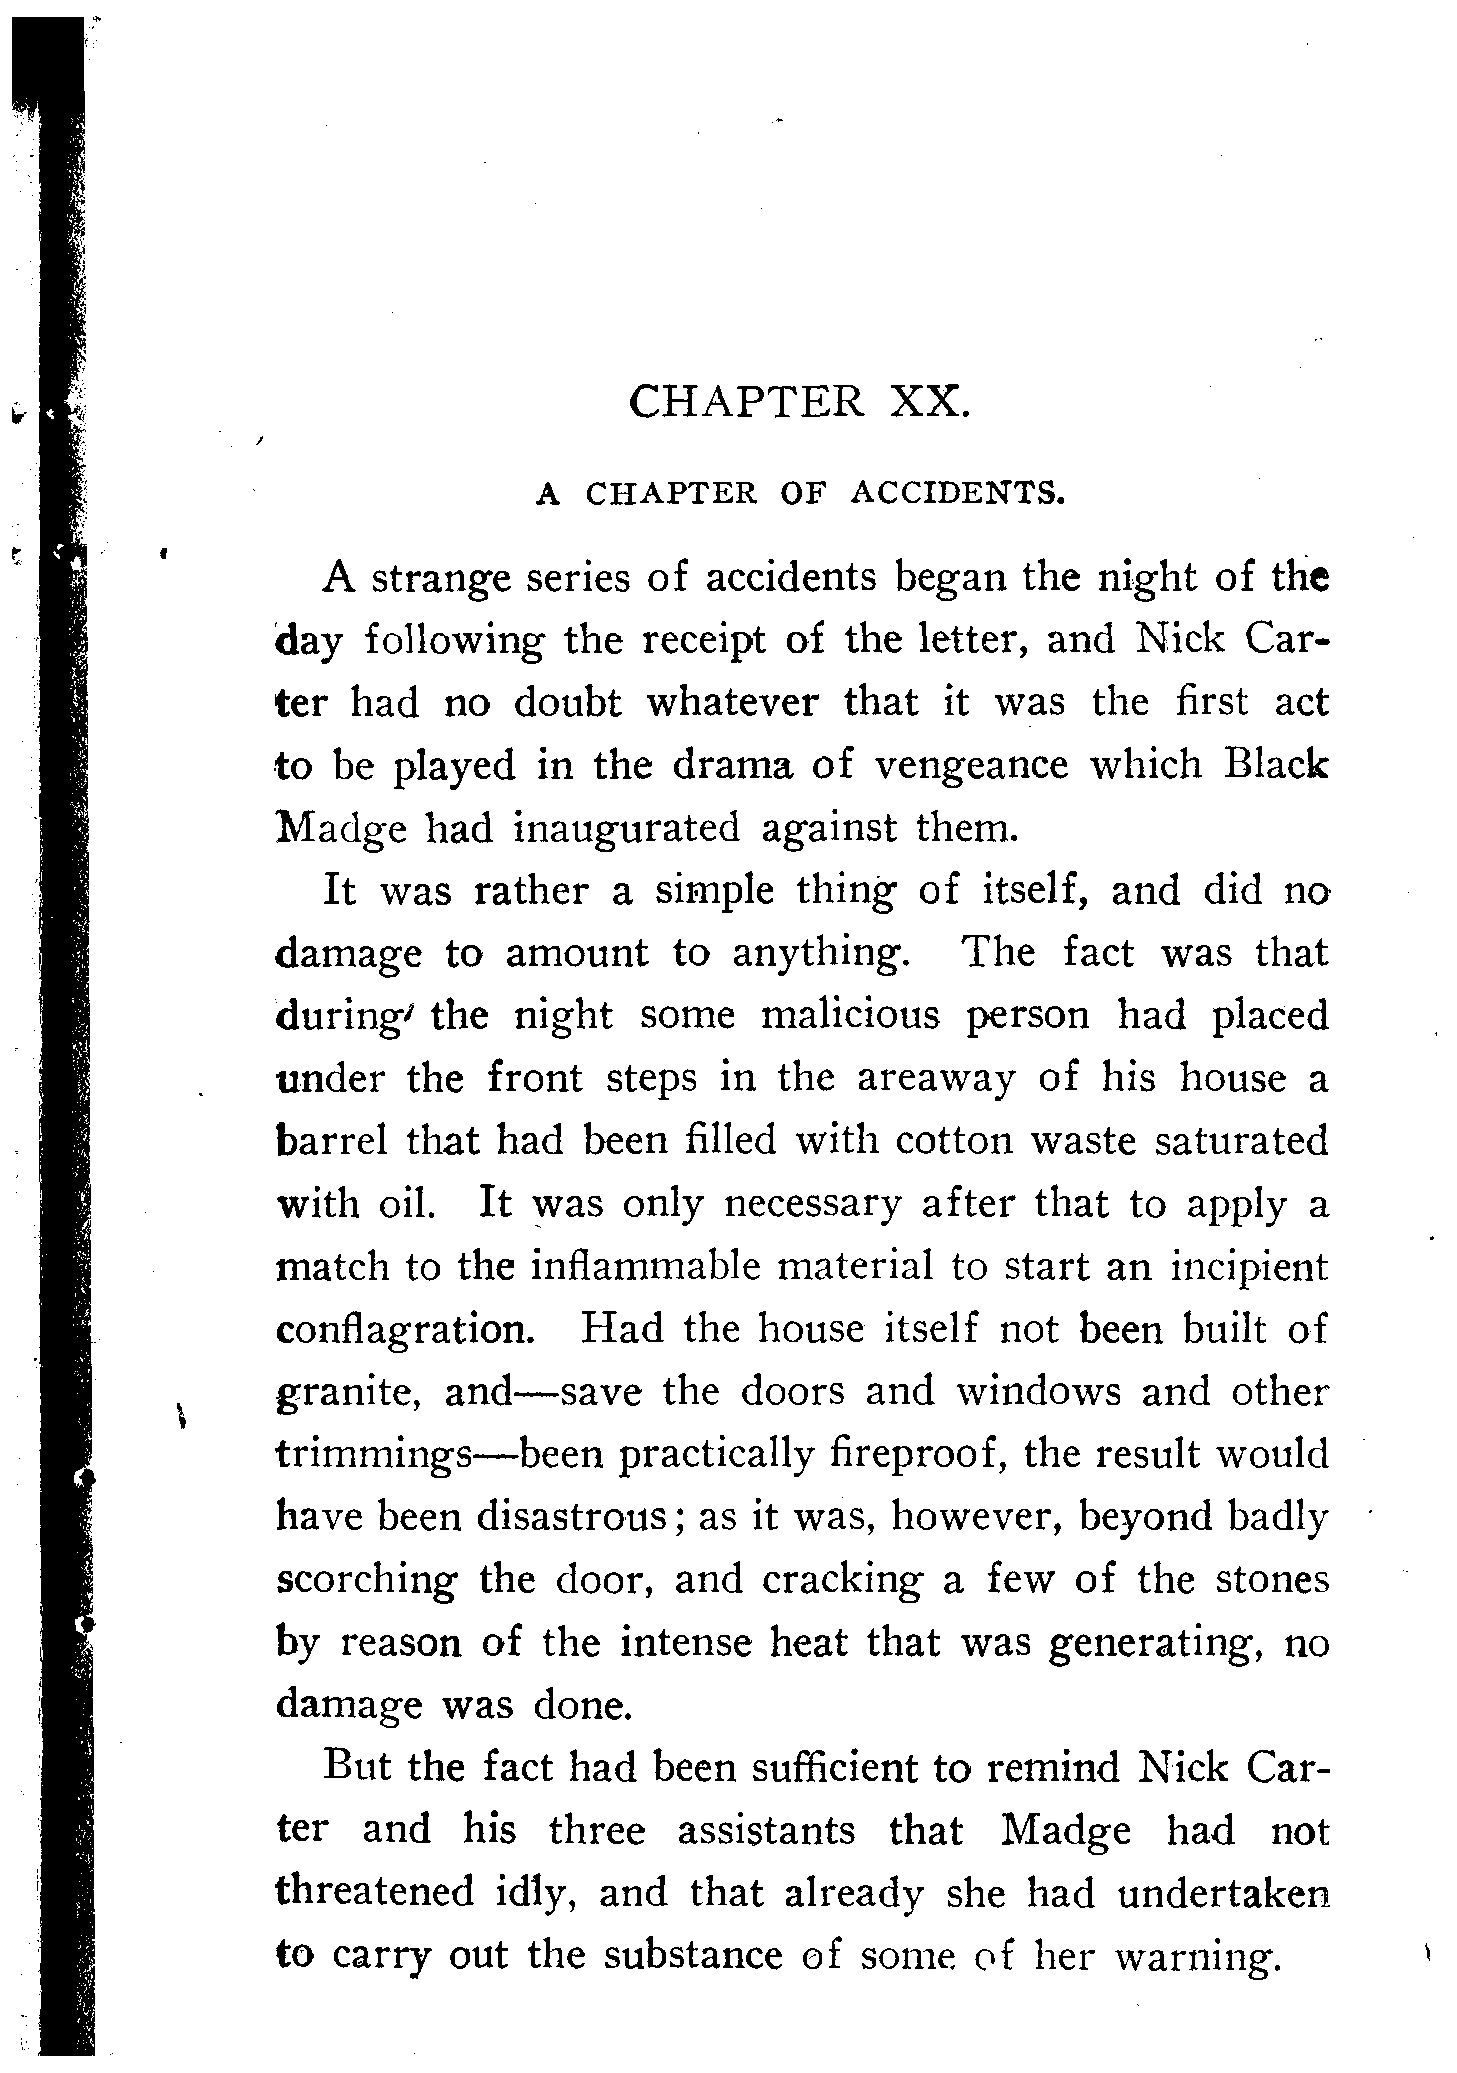 CHAPTER XX.
A CHAPTER OF ACCIDENTS.
A strange series of accidents began the night of the
day following the receipt of the letter, and Nick Car-
ter had no doubt whatever that it was the first act
to be played in the drama of vengeance which Black
Madge had inaugurated against them.
It was rather a simple thing of itself, and did no
damage to amount to anything. The fact was that
during the night some malicious person had placed
under the front steps in the areaway of his house a
barrel that had been filled with cotton waste saturated
with oil. It was only necessary after that to apply a
match to the inflammable material to start an incipient
conflagration. Had the house itself not been built of
granite, and—save the doors and windows and other
trimmings—been practically fireproof, the result would
have been disastrous; as it was, however, beyond badly
scorching the door, and cracking a few of the stones
by reason of the intense heat that was generating, no
damage was done.
But the fact had been sufficient to remind Nick Car-
ter and his three assistants that Madge had not
threatened idly, and that already she had undertaken
to carry out the substance of some of her warning.